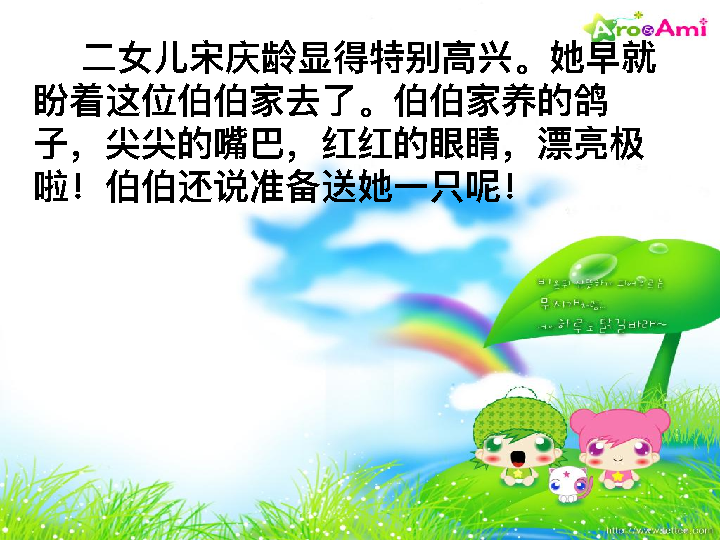 AroeAmi
二女儿宋庆龄显得特别高兴。她早就
盼着这位伯伯家去了。伯伯家养的鸽
子，尖尖的嘴巴，红红的眼睛，漂亮极
啦！伯伯还说准备送她一只呢！